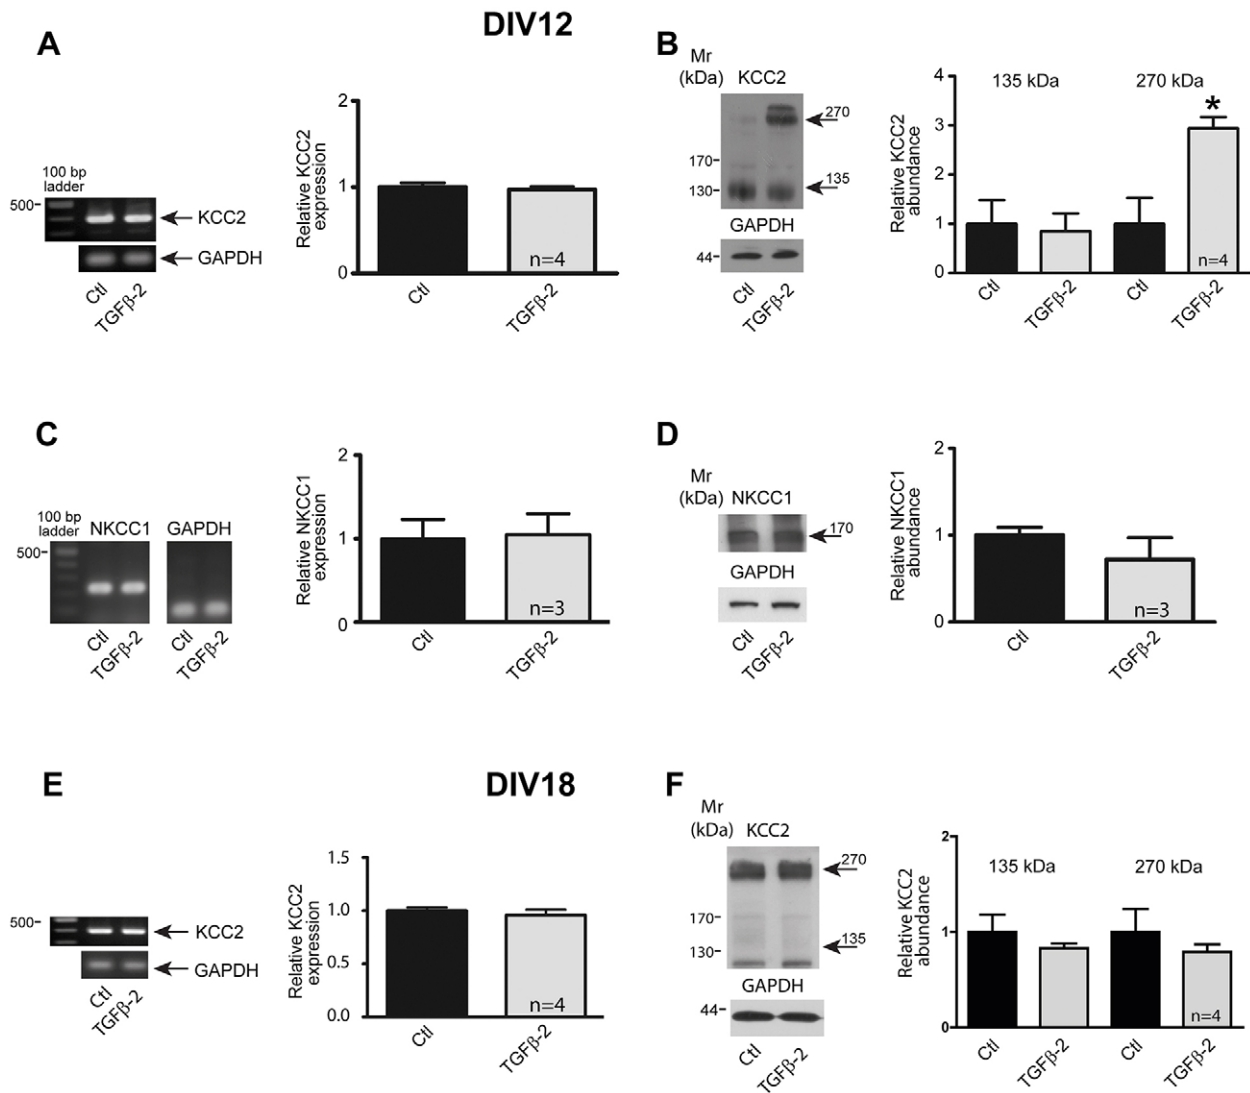 DIV12
A
100 bp
ladder
500
KCC2
GAPDH
Ctl
TGFβ-2
Relative KCC2
expression
2
1
0
n=4
Ctl
TGFβ-2
B
Mr
(kDa)
KCC2
270
170
135
130
GAPDH
44
Ctl
TGFβ-2
Relative KCC2
abundance
4
3
2
1
0
135 kDa
270 kDa
*
n=4
Ctl
TGFβ-2
Ctl
TGFβ-2
C
100 bp
ladder
NKCC1
GAPDH
500
Ctl
TGFβ-2
Ctl
TGFβ-2
Relative NKCC1
expression
2
1
0
n=3
Ctl
TGFβ-2
D
Mr
(kDa)
NKCC1
170
GAPDH
Ctl
TGFβ-2
Relative NKCC1
abundance
2
1
0
n=3
Ctl
TGFβ-2
DIV18
E
500
KCC2
GAPDH
Ctl
TGFβ-2
Relative KCC2
expression
1.5
1.0
0.5
0.0
n=4
Ctl
TGFβ-2
F
Mr
(kDa)
KCC2
270
170
135
130
GAPDH
44
Ctl
TGFβ-2
Relative KCC2
abundance
2
1
0
135 kDa
270 kDa
n=4
Ctl
TGFβ-2
Ctl
TGFβ-2